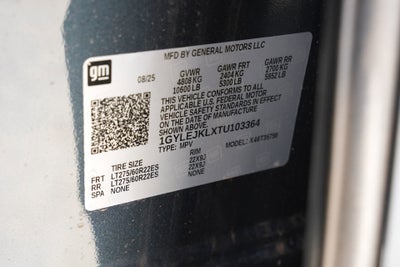 MFD BY GENERAL MOTORS LLC
gm
08/25
GVWR GAWR FRT GAWR RR
4808 KG 2404 KG 2700 KG
10600 LB 5300 LB 5952 LB
THIS VEHICLE CONFORMS TO ALL
APPLICABLE U.S. FEDERAL MOTOR
VEHICLE SAFETY STANDARDS IN EFFECT
ON THE DATE OF MANUFACTURE
SHOWN ABOVE.
1GYLEJKLXTU103364
TYPE: MPV MODEL:
TIRE SIZE RIM
FRT LT275/60R22ES 22X9J
RR LT275/60R22ES 22X9J
SPA NONE NONE